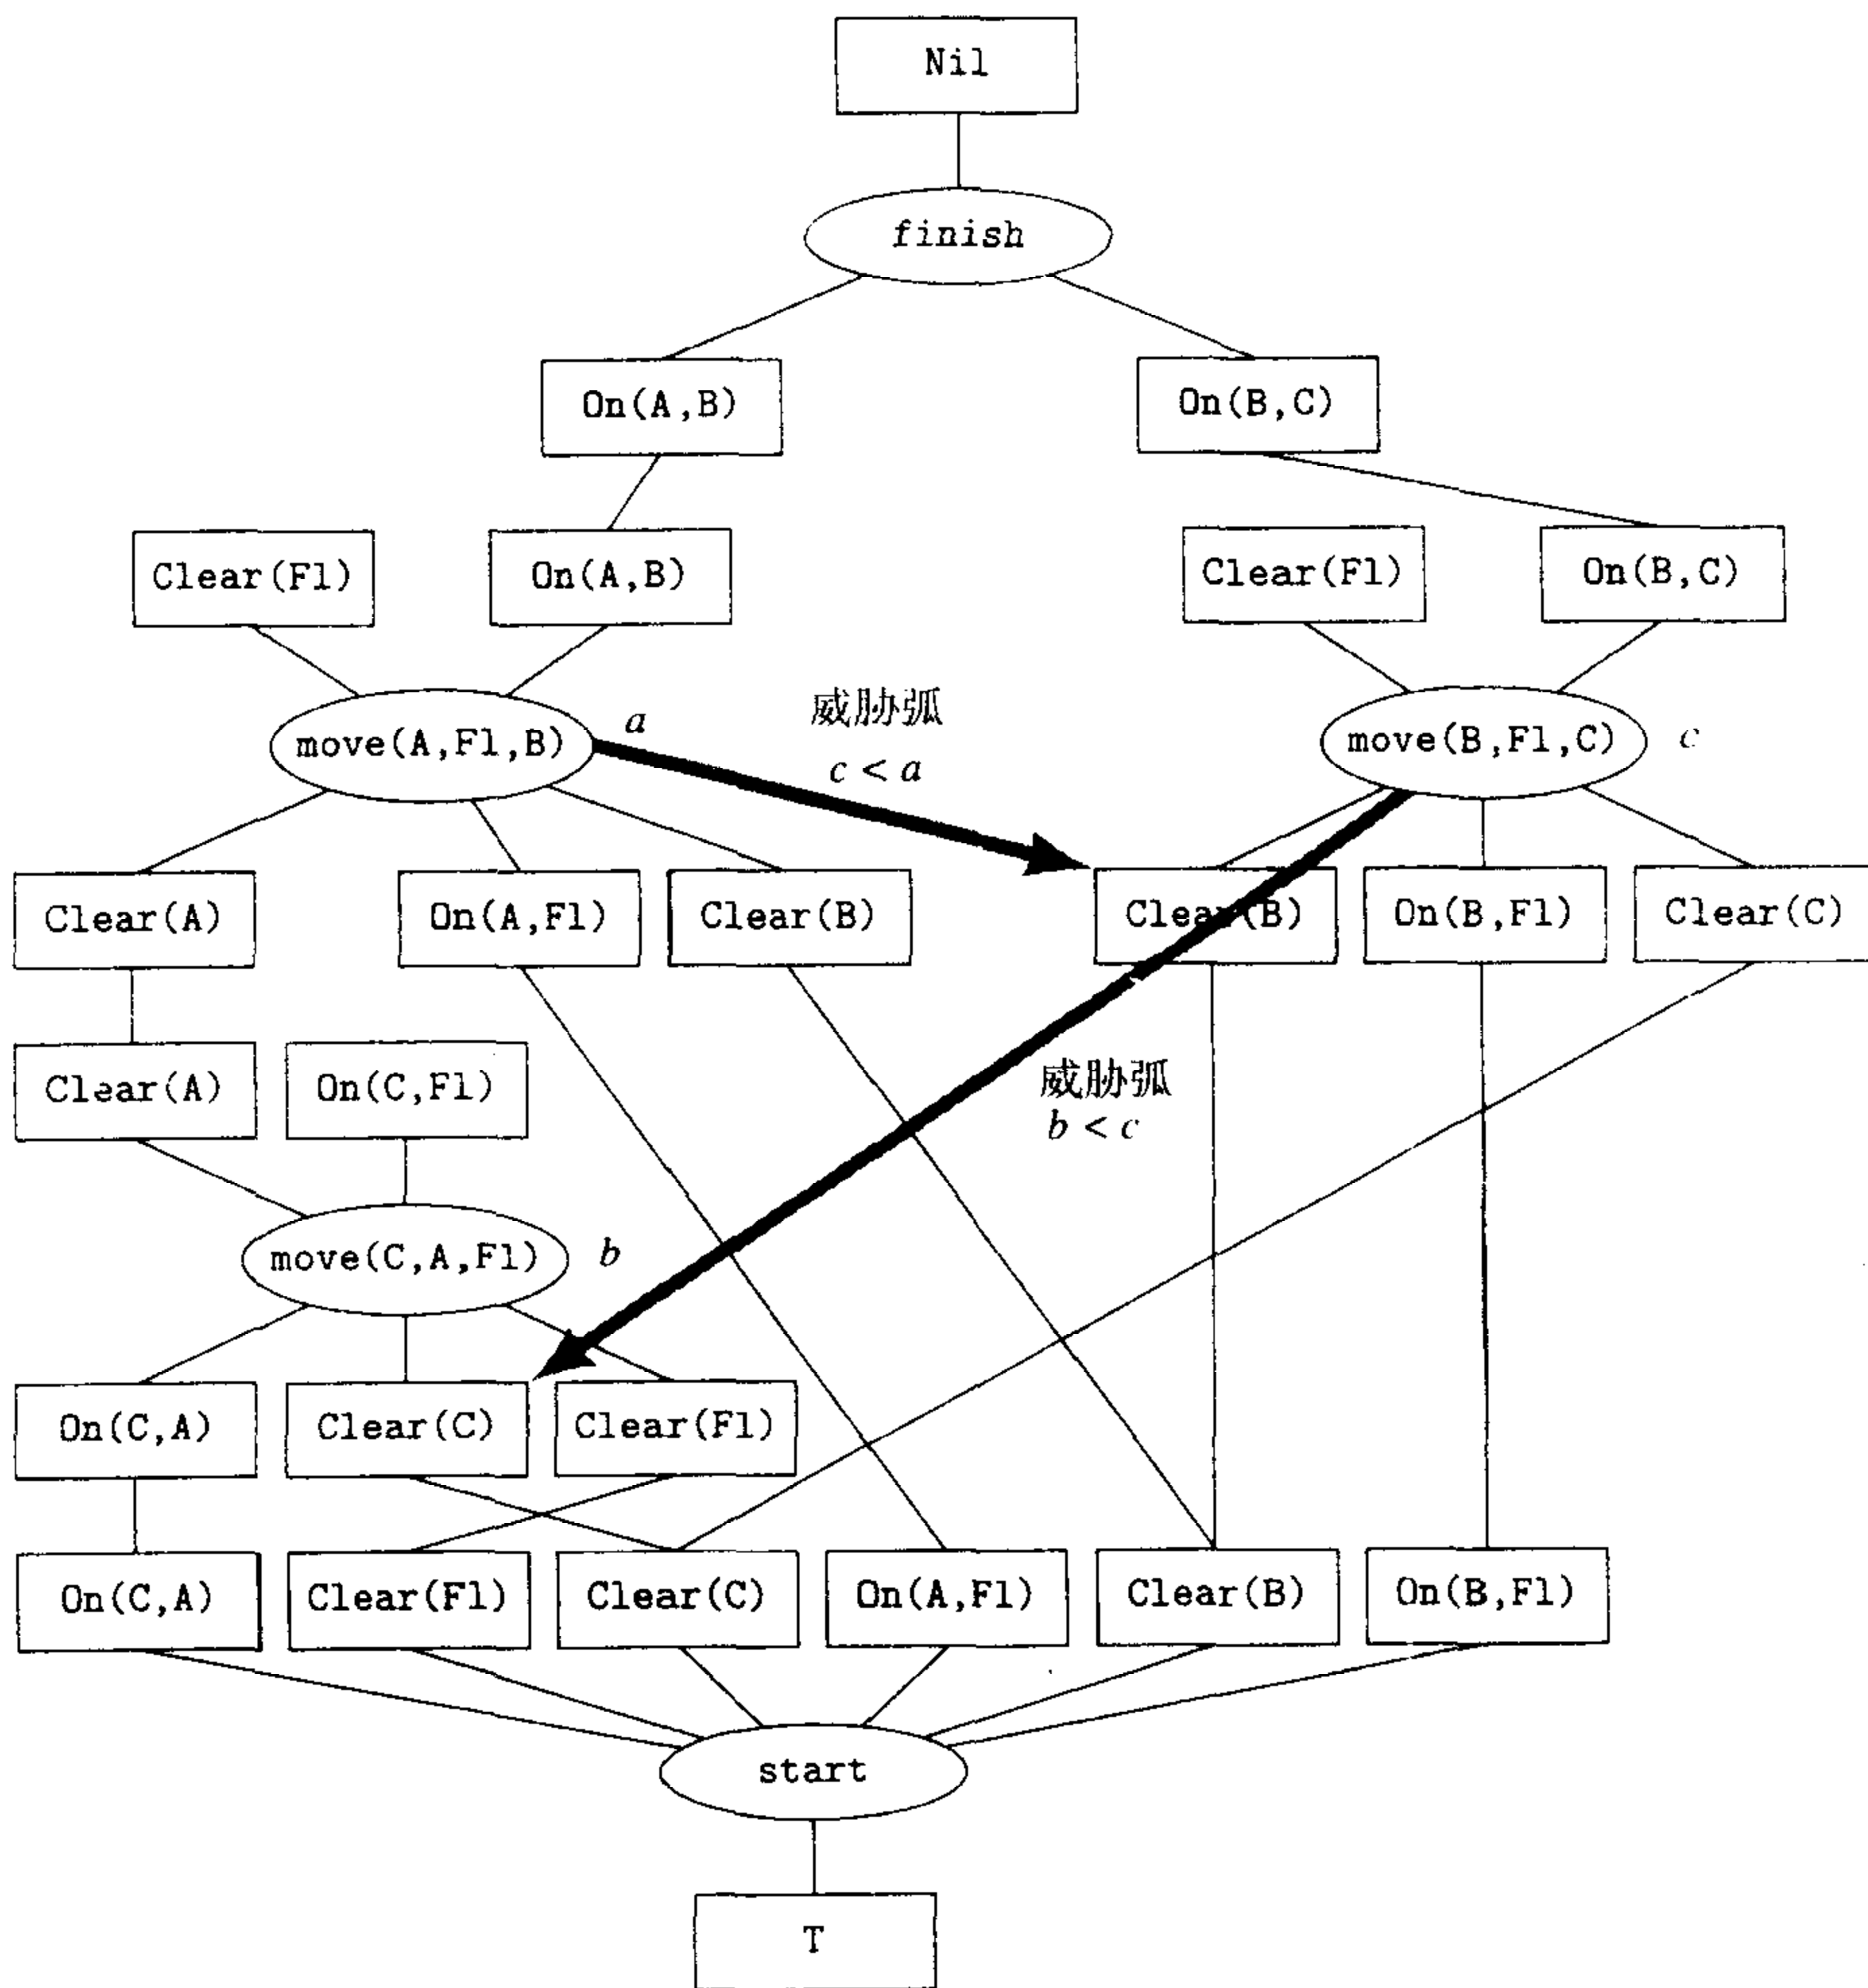 Nil
finish
On(A,B)
On(B,C)
Clear(Fl)
On(A,B)
Clear(Fl)
On(B,C)
move(A,Fl,B)
a
威胁弧
c < a
move(B,Fl,C)
c
Clear(A)
On(A,Fl)
Clear(B)
Clear(B)
On(B,Fl)
Clear(C)
Clear(A)
On(C,Fl)
威胁弧
b < c
move(C,A,Fl)
b
On(C,A)
Clear(C)
Clear(Fl)
On(C,A)
Clear(Fl)
Clear(C)
On(A,Fl)
Clear(B)
On(B,Fl)
start
T